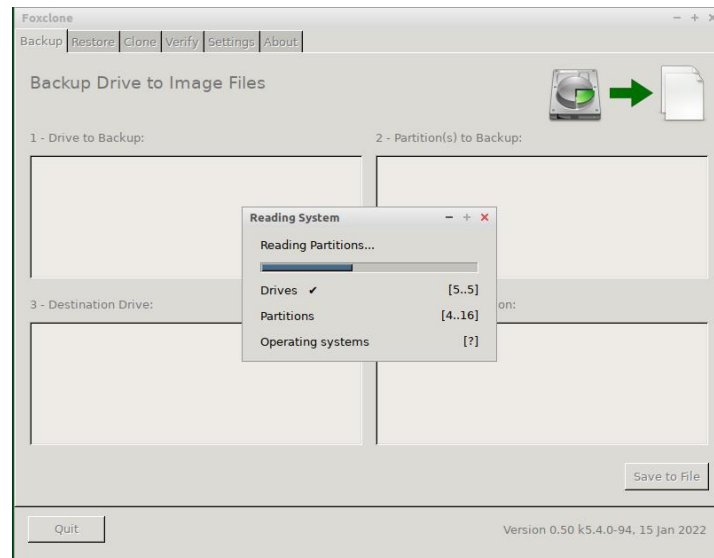 Foxclone
Backup Restore Clone Verify Settings About
Backup Drive to Image Files
1 - Drive to Backup:
2 - Partition(s) to Backup:
Reading System
Reading Partitions...
Drives ✔ [5..5]
Partitions [4..16]
Operating systems [?]
3 - Destination Drive:
on:
Save to File
Quit
Version 0.50 k5.4.0-94, 15 Jan 2022